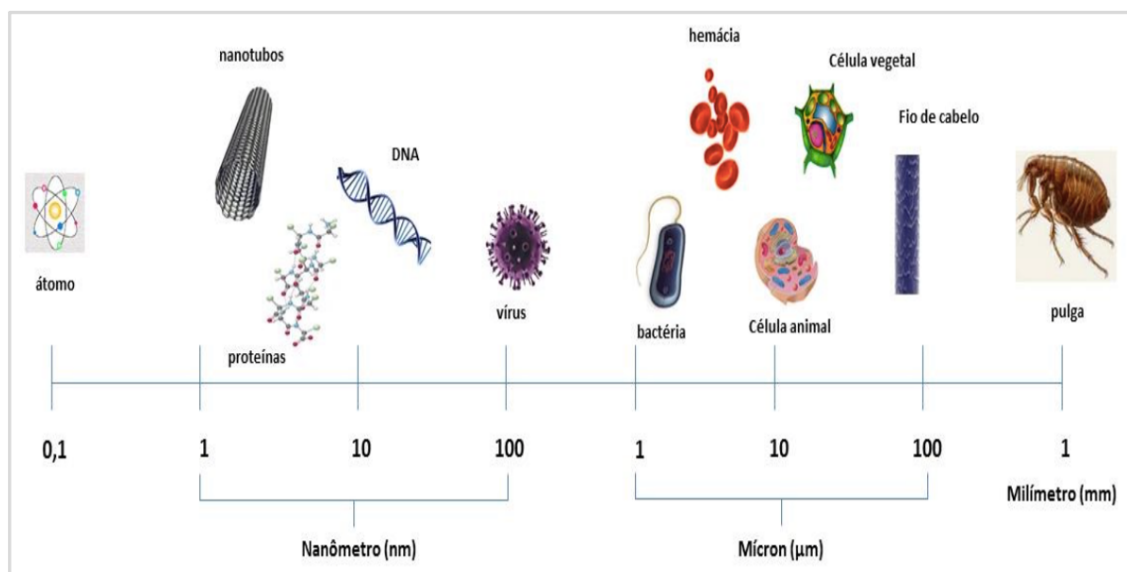 hemácia
nanotubos
Célula vegetal
Fio de cabelo
DNA
átomo
vírus
bactéria
Célula animal
pulga
proteínas
0,1 1 10 100 1 10 100 1
Milímetro (mm)
Nanômetro (nm)
Mícron (µm)